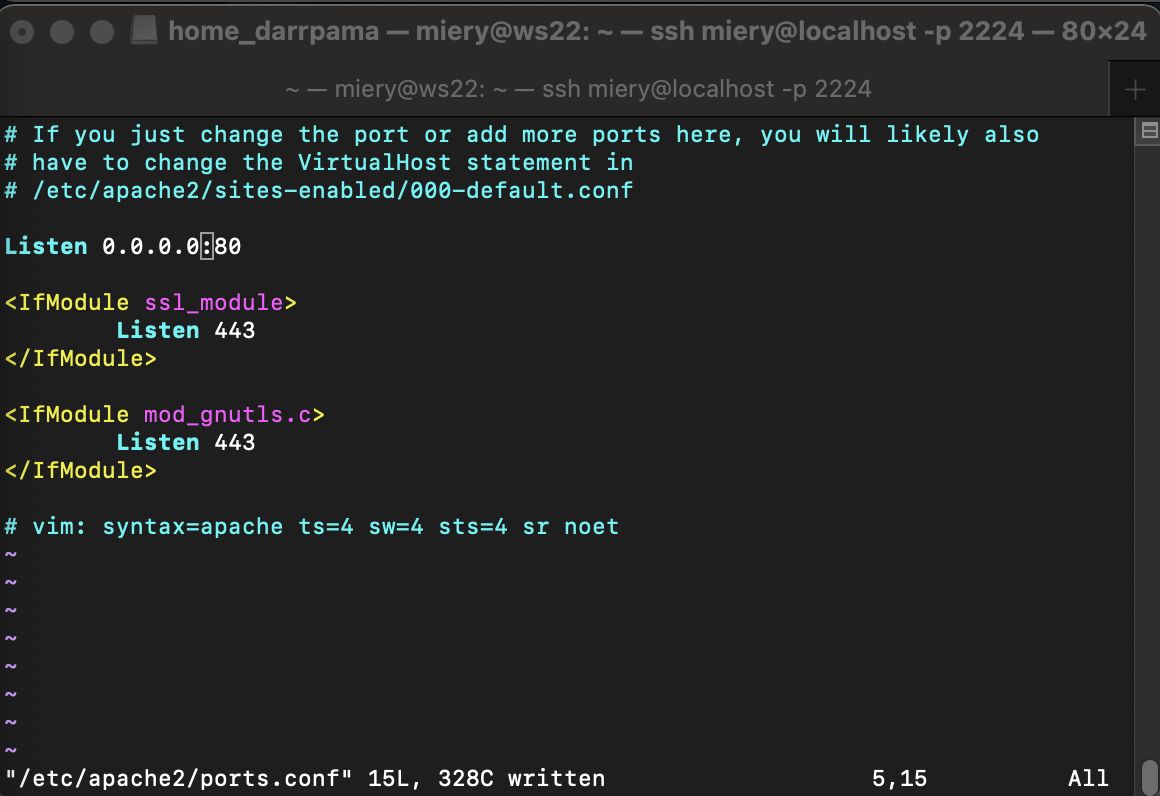 home_darrpama — miery@ws22: ~ — ssh miery@localhost -p 2224 — 80×24
~ — miery@ws22: ~ — ssh miery@localhost -p 2224
+
# If you just change the port or add more ports here, you will likely also
# have to change the VirtualHost statement in
# /etc/apache2/sites-enabled/000-default.conf
Listen 0.0.0.0:80
<IfModule ssl_module>
        Listen 443
</IfModule>
<IfModule mod_gnutls.c>
        Listen 443
</IfModule>
# vim: syntax=apache ts=4 sw=4 sts=4 sr noet
~
~
~
~
~
~
~
~
"/etc/apache2/ports.conf" 15L, 328C written 5,15 All